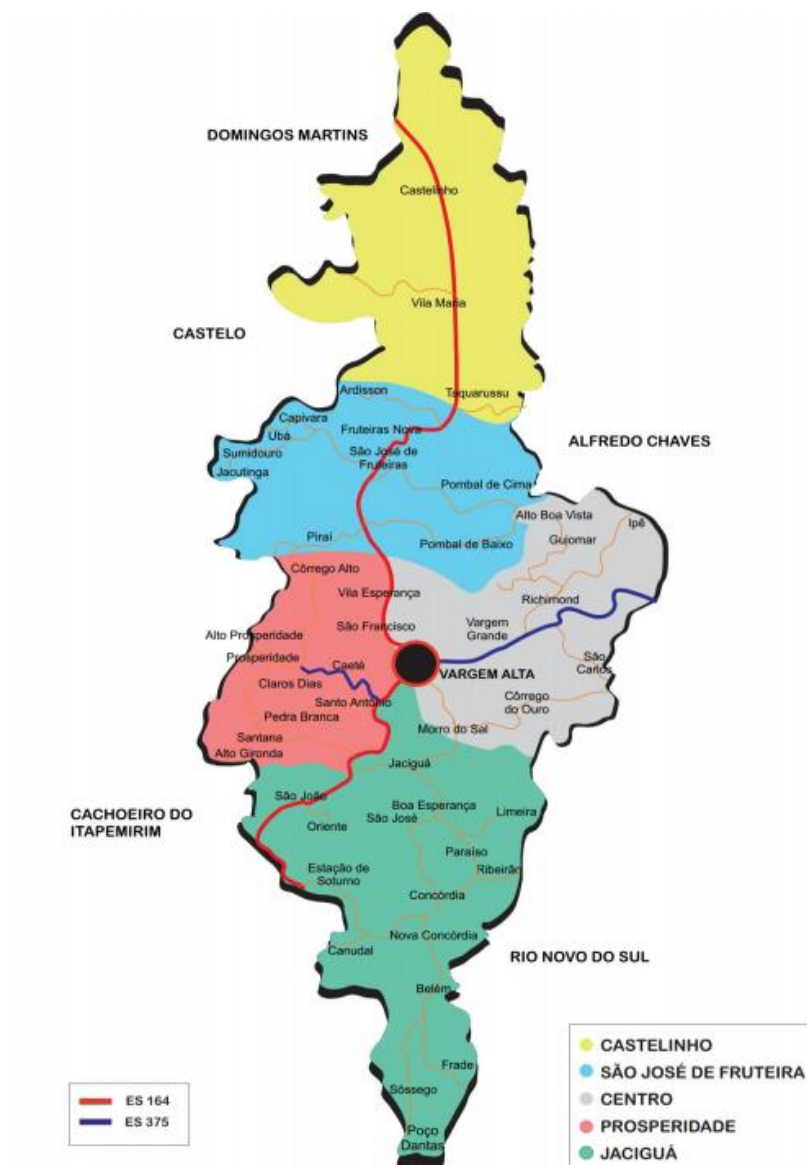 DOMINGOS MARTINS
Castelinho
Vila Maria
CASTELO
Ardisson
Taquarussu
Capivara
Fruteiras Nova
Ubá
ALFREDO CHAVES
Sumidouro
São José de
Fruteiras
Jacutinga
Pombal de Cima
Alto Boa Vista
Ipê
Guiomar
Piraí
Pombal de Baixo
Côrrego Alto
Vila Esperança
Richimond
São Francisco
Vargem
Grande
Alto Prosperidade
Prosperidade
Caeté
São
Carlos
VARGEM ALTA
Claros Dias
Santo Antônio
Côrrego
do Ouro
Pedra Branca
Morro do Sal
Santana
Alto Gironda
Jaciguá
São João
CACHOEIRO DO
ITAPEMIRIM
Boa Esperança
São José
Limeira
Oriente
Paraíso
Ribeirão
Estação de
Soturno
Concórdia
Nova Concórdia
Canudal
RIO NOVO DO SUL
Belém
Frade
Sôssego
Poço
Dantas
ES 164
ES 375
CASTELINHO
SÃO JOSÉ DE FRUTEIRA
CENTRO
PROSPERIDADE
JACIGUÁ